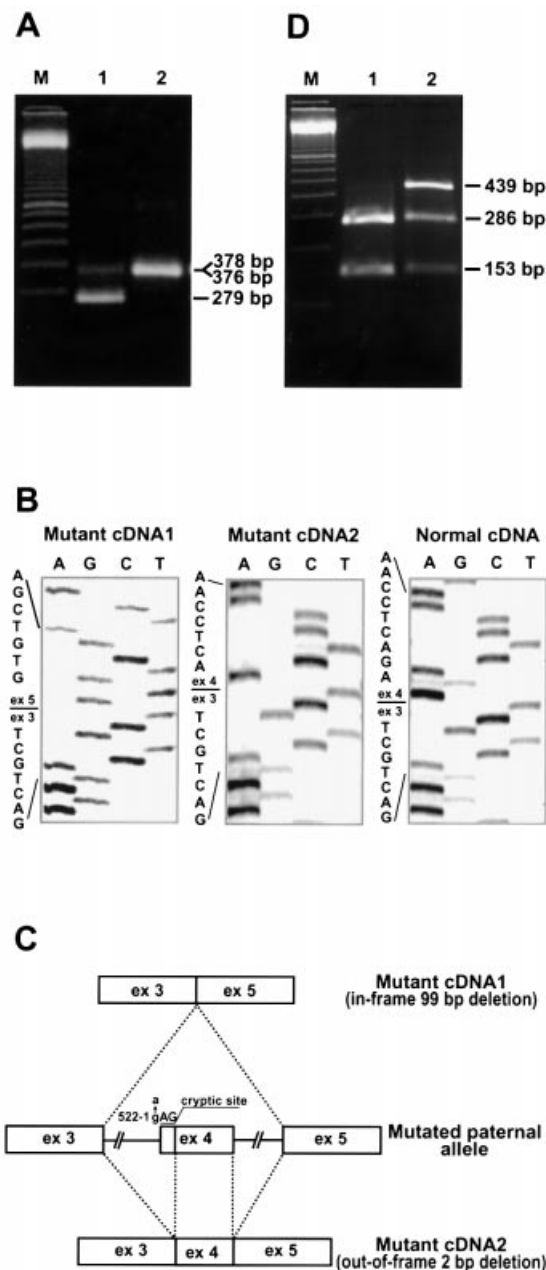 A
M 1 2
378 bp
376 bp
279 bp
D
M 1 2
439 bp
286 bp
153 bp
B
Mutant cDNA1
A G C T
A
G
C
T
G
T
G
ex 5
ex 3
T
C
G
T
C
A
G
Mutant cDNA2
A G C T
A
A
C
C
T
C
A
ex 4
ex 3
T
C
G
T
C
A
G
Normal cDNA
A G C T
A
A
C
C
T
C
A
G
A
ex 4
ex 3
T
C
G
T
C
A
G
C
ex 3 ex 5
Mutant cDNA1
(in-frame 99 bp deletion)
a
522-1 gAG cryptic site
ex 3 ex 4 ex 5
Mutated paternal
allele
ex 3 ex 4 ex 5
Mutant cDNA2
(out-of-frame 2 bp deletion)